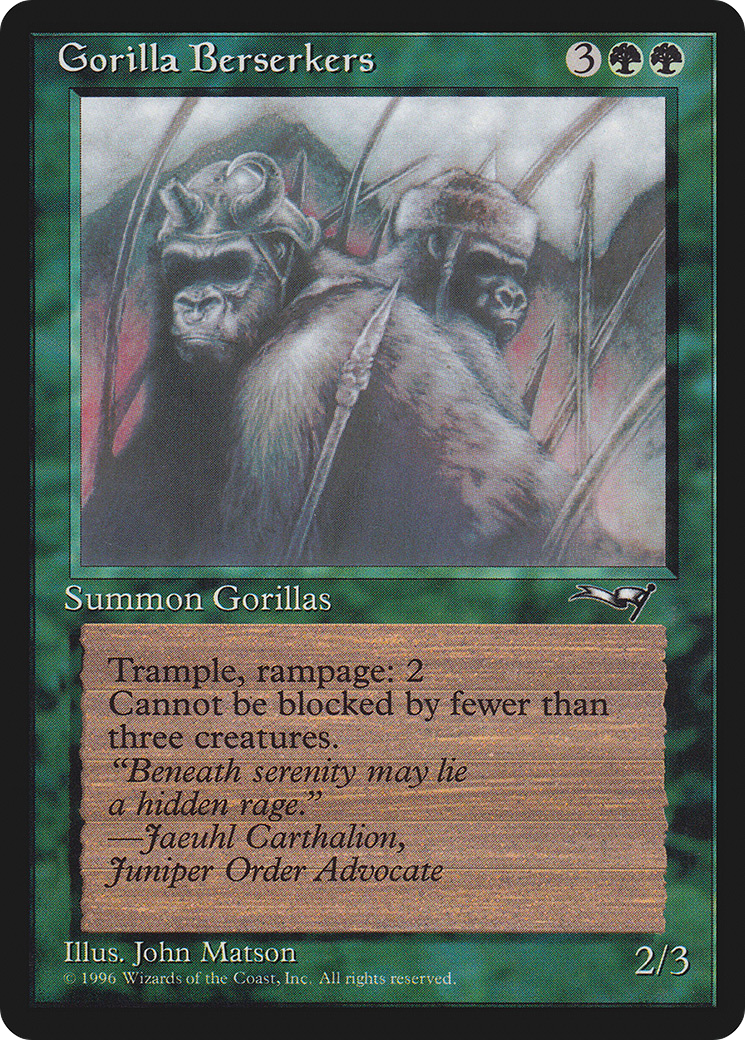 Gorilla Berserkers 3
Summon Gorillas
Trample, rampage: 2
Cannot be blocked by fewer than
three creatures.
“Beneath serenity may lie
a hidden rage.”
—Jaeuhl Carthalion,
Juniper Order Advocate
Illus. John Matson
© 1996 Wizards of the Coast, Inc. All rights reserved.
2/3